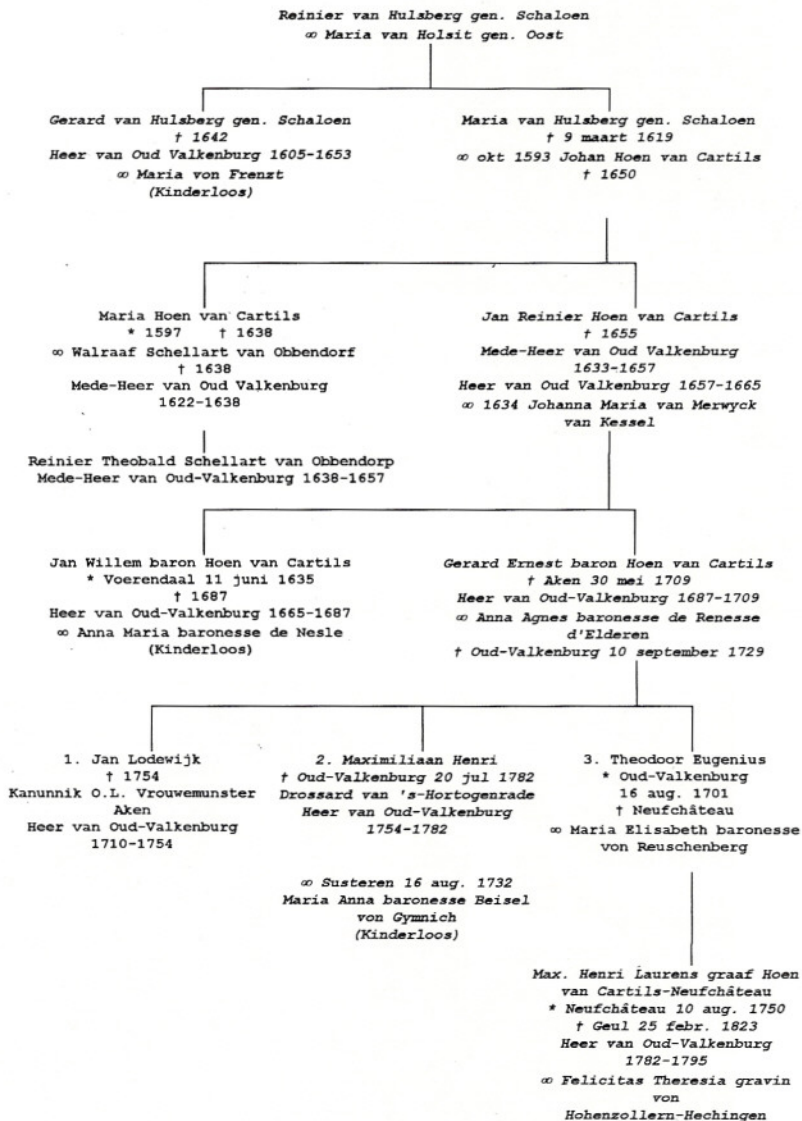 Reinier van Hulsberg gen. Schaloen
∞ Maria van Holsit gen. Oost
Gerard van Hulsberg gen. Schaloen
† 1642
Heer van Oud Valkenburg 1605-1653
∞ Maria von Frenzt
(Kinderloos)
Maria van Hulsberg gen. Schaloen
† 9 maart 1619
∞ okt 1593 Johan Hoen van Cartils
† 1650
Maria Hoen van Cartils
* 1597 † 1638
∞ Walraaf Schellart van Obbendorf
† 1638
Mede-Heer van Oud Valkenburg
1622-1638
Reinier Theobald Schellart van Obbendorp
Mede-Heer van Oud-Valkenburg 1638-1657
Jan Reinier Hoen van Cartils
† 1655
Mede-Heer van Oud Valkenburg
1633-1657
Heer van Oud Valkenburg 1657-1665
∞ 1634 Johanna Maria van Merwyck
van Kessel
Jan Willem baron Hoen van Cartils
* Voerendaal 11 juni 1635
† 1687
Heer van Oud-Valkenburg 1665-1687
∞ Anna Maria baronesse de Nesle
(Kinderloos)
Gerard Ernest baron Hoen van Cartils
† Aken 30 mei 1709
Heer van Oud-Valkenburg 1687-1709
∞ Anna Agnes baronesse de Renesse
d'Elderen
† Oud-Valkenburg 10 september 1729
1. Jan Lodewijk
† 1754
Kanunnik O.L. Vrouwemunster
Aken
Heer van Oud-Valkenburg
1710-1754
2. Maximiliaan Henri
† Oud-Valkenburg 20 jul 1782
Drossard van 's-Hortogenrade
Heer van Oud-Valkenburg
1754-1782
∞ Susteren 16 aug. 1732
Maria Anna baronesse Beisel
von Gymnich
(Kinderloos)
3. Theodoor Eugenius
* Oud-Valkenburg
16 aug. 1701
† Neufchâteau
∞ Maria Elisabeth baronesse
von Reuschenberg
Max. Henri Laurens graaf Hoen
van Cartils-Neufchâteau
* Neufchâteau 10 aug. 1750
† Geul 25 febr. 1823
Heer van Oud-Valkenburg
1782-1795
∞ Felicitas Theresia gravin
von
Hohenzollern-Hechingen